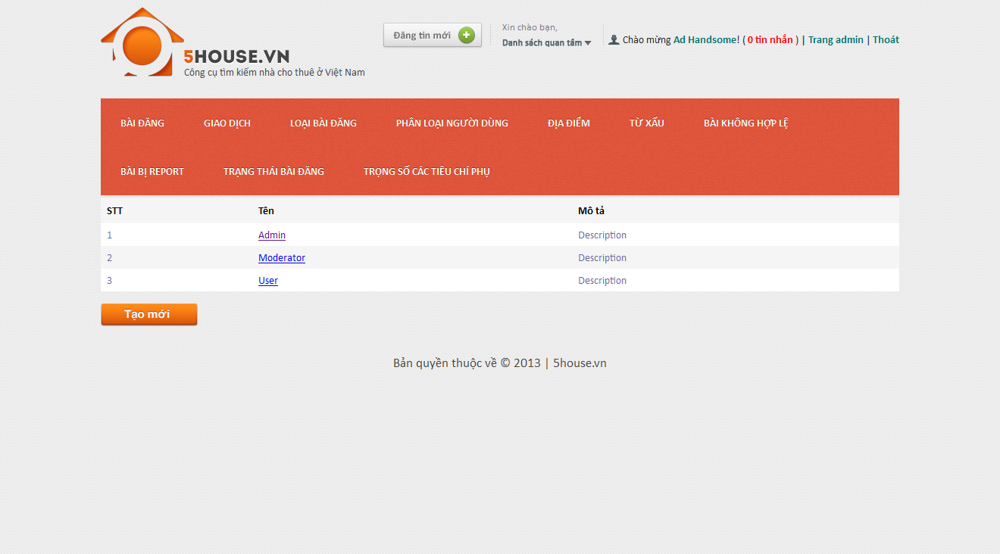 5HOUSE.VN
Công cụ tìm kiếm nhà cho thuê ở Việt Nam
Đăng tin mới
Xin chào bạn,
Danh sách quan tâm
Chào mừng Ad Handsome! ( 0 tin nhắn ) | Trang admin | Thoát
BÀI ĐĂNG GIAO DỊCH LOẠI BÀI ĐĂNG PHÂN LOẠI NGƯỜI DÙNG ĐỊA ĐIỂM TỪ XẤU BÀI KHÔNG HỢP LỆ
BÀI BỊ REPORT TRẠNG THÁI BÀI ĐĂNG TRỌNG SỐ CÁC TIÊU CHÍ PHỤ
STT Tên Mô tả
1 Admin Description
2 Moderator Description
3 User Description
Tạo mới
Bản quyền thuộc về © 2013 | 5house.vn